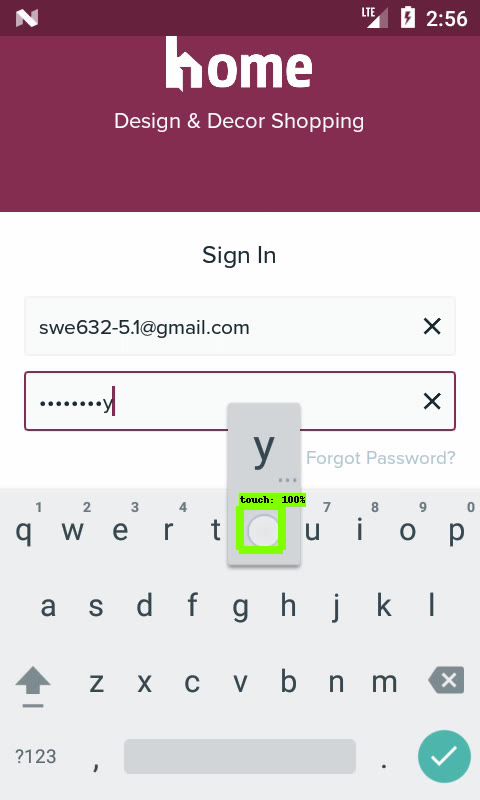 LTE 2:56
home
Design & Decor Shopping
Sign In
swe632-5.1@gmail.com
••••••••y
y
Forgot Password?
touch: 100%
1 2 3 4 7 8 9 0
q w e r t u i o p
a s d f g h j k l
z x c v b n m
?123 , .